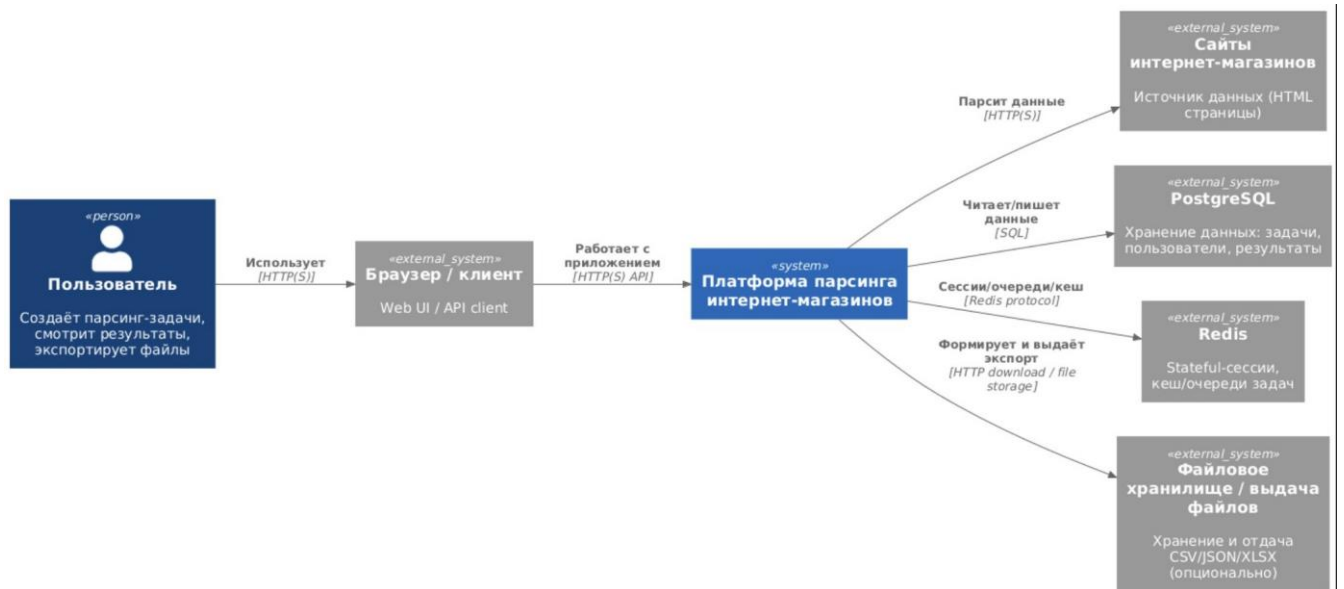 «person»
Пользователь
Создаёт парсинг-задачи,
смотрит результаты,
экспортирует файлы
Использует
[HTTP(S)]
«external_system»
Браузер / клиент
Web UI / API client
Работает с
приложением
[HTTP(S) API]
«system»
Платформа парсинга
интернет-магазинов
Парсит данные
[HTTP(S)]
Читает/пишет
данные
[SQL]
Сессии/очереди/кеш
[Redis protocol]
Формирует и выдаёт
экспорт
[HTTP download / file
storage]
«external_system»
Сайты
интернет-магазинов
Источник данных (HTML
страницы)
«external_system»
PostgreSQL
Хранение данных: задачи,
пользователи, результаты
«external_system»
Redis
Stateful-сессии,
кеш/очереди задач
«external_system»
Файловое
хранилище / выдача
файлов
Хранение и отдача
CSV/JSON/XLSX
(опционально)